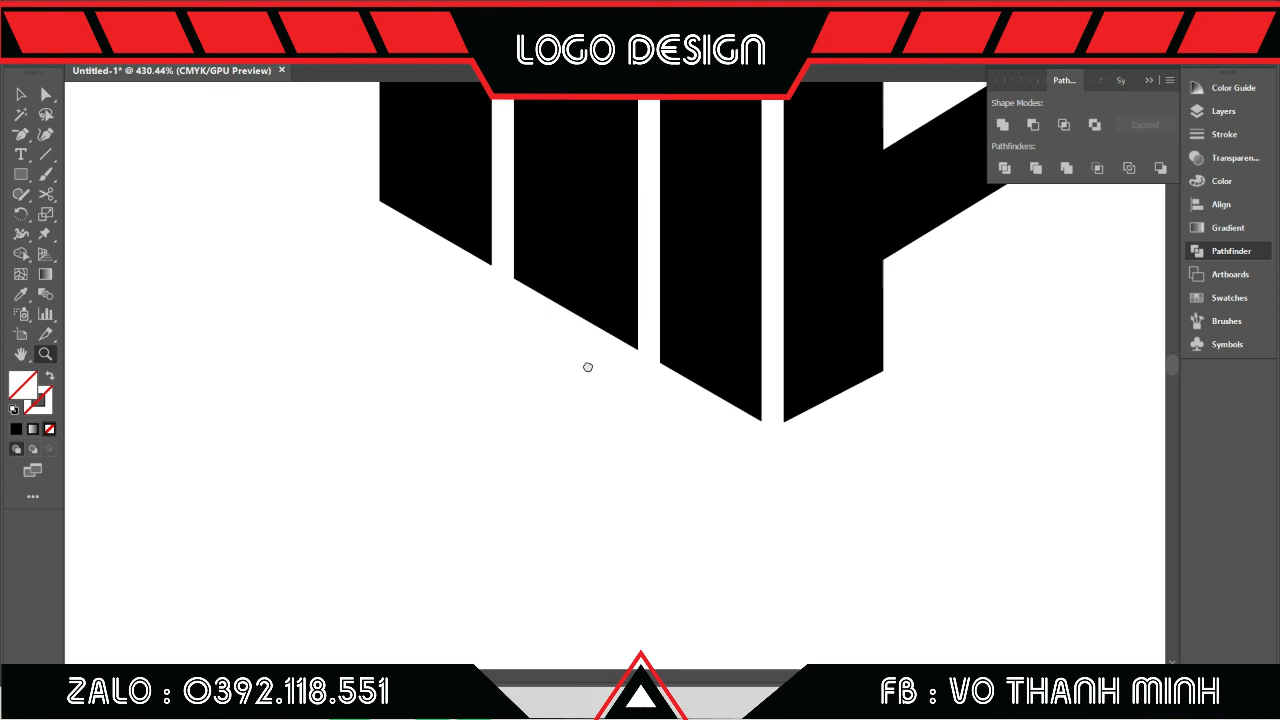 LOGO DESIGN
Untitled-1* @ 430.44% (CMYK/GPU Preview)
Path...
Sy
Shape Modes:
Expand
Pathfinders:
Color Guide
Layers
Stroke
Transparen...
Color
Align
Gradient
Pathfinder
Artboards
Swatches
Brushes
Symbols
ZALO : 0392.118.551
FB : VO THANH MINH